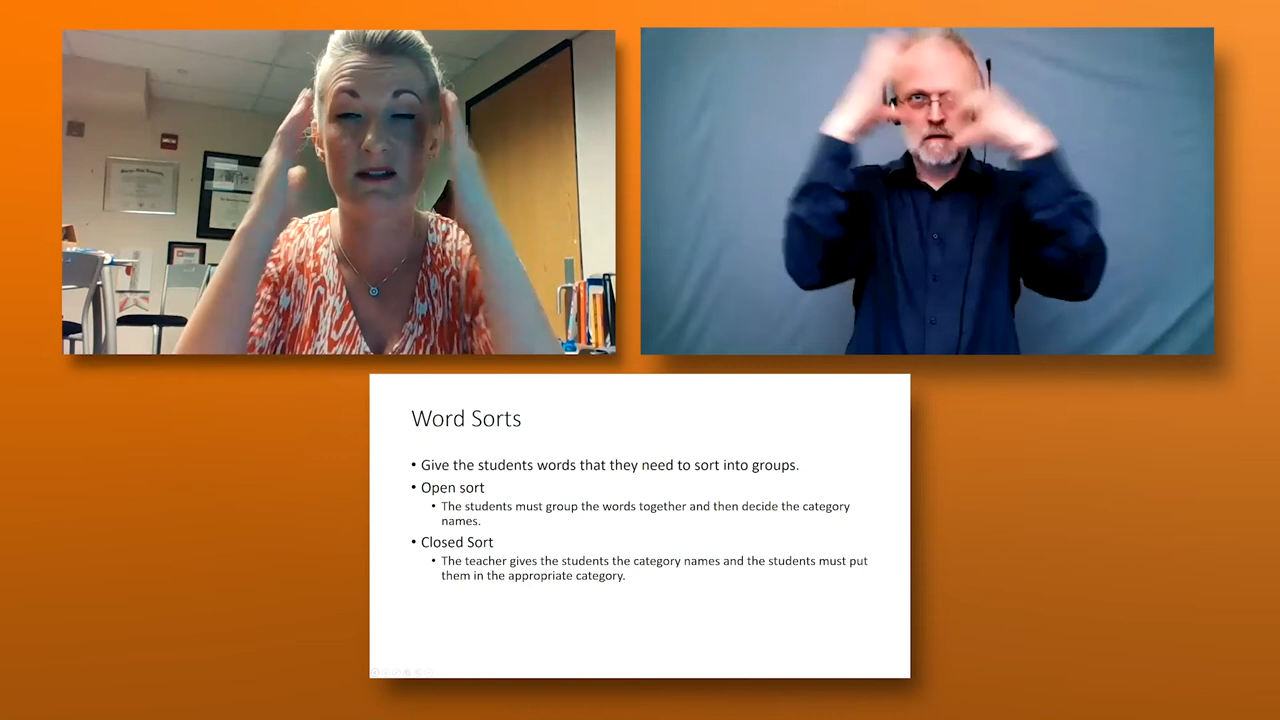 Word Sorts
• Give the students words that they need to sort into groups.
• Open sort
• The students must group the words together and then decide the category
names.
• Closed Sort
• The teacher gives the students the category names and the students must put
them in the appropriate category.